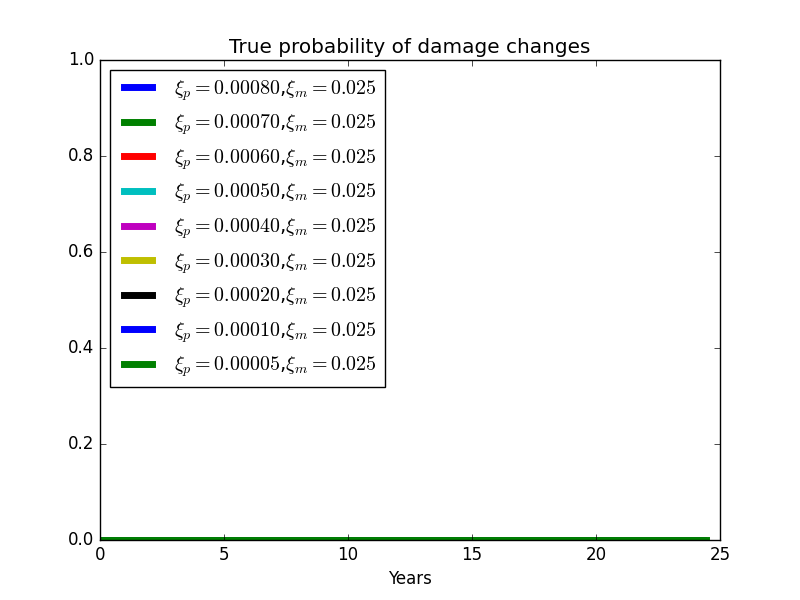 True probability of damage changes
1.0
0.8
0.6
0.4
0.2
0.0
ξₚ = 0.00080,ξₘ = 0.025
ξₚ = 0.00070,ξₘ = 0.025
ξₚ = 0.00060,ξₘ = 0.025
ξₚ = 0.00050,ξₘ = 0.025
ξₚ = 0.00040,ξₘ = 0.025
ξₚ = 0.00030,ξₘ = 0.025
ξₚ = 0.00020,ξₘ = 0.025
ξₚ = 0.00010,ξₘ = 0.025
ξₚ = 0.00005,ξₘ = 0.025
0 5 10 15 20 25
Years